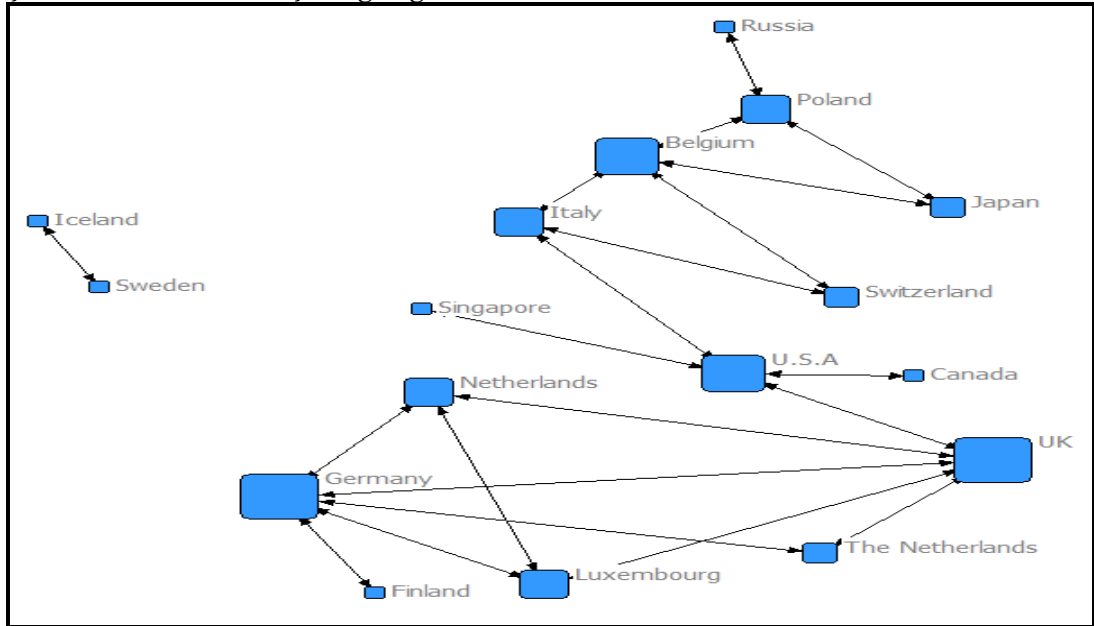 Russia
Poland
Belgium
Japan
Italy
Iceland
Sweden
Switzerland
Singapore
U.S.A
Canada
Netherlands
UK
Germany
The Netherlands
Luxembourg
Finland